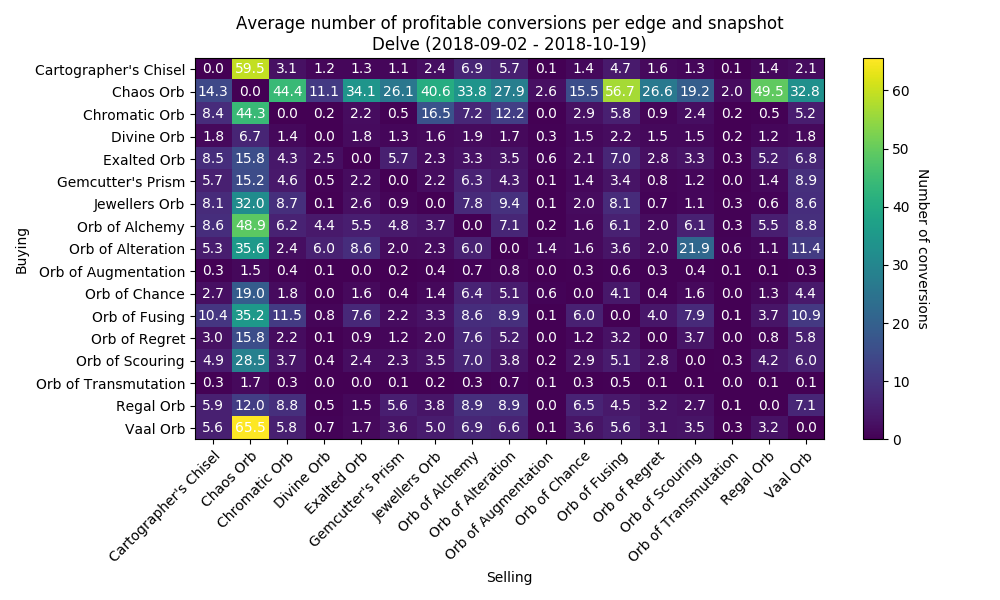 Average number of profitable conversions per edge and snapshot
Delve (2018-09-02 - 2018-10-19)
Buying
Cartographer's Chisel 0.0 59.5 3.1 1.2 1.3 1.1 2.4 6.9 5.7 0.1 1.4 4.7 1.6 1.3 0.1 1.4 2.1
Chaos Orb 14.3 0.0 44.4 11.1 34.1 26.1 40.6 33.8 27.9 2.6 15.5 56.7 26.6 19.2 2.0 49.5 32.8
Chromatic Orb 8.4 44.3 0.0 0.2 2.2 0.5 16.5 7.2 12.2 0.0 2.9 5.8 0.9 2.4 0.2 0.5 5.2
Divine Orb 1.8 6.7 1.4 0.0 1.8 1.3 1.6 1.9 1.7 0.3 1.5 2.2 1.5 1.5 0.2 1.2 1.8
Exalted Orb 8.5 15.8 4.3 2.5 0.0 5.7 2.3 3.3 3.5 0.6 2.1 7.0 2.8 3.3 0.3 5.2 6.8
Gemcutter's Prism 5.7 15.2 4.6 0.5 2.2 0.0 2.2 6.3 4.3 0.1 1.4 3.4 0.8 1.2 0.0 1.4 8.9
Jewellers Orb 8.1 32.0 8.7 0.1 2.6 0.9 0.0 7.8 9.4 0.1 2.0 8.1 0.7 1.1 0.3 0.6 8.6
Orb of Alchemy 8.6 48.9 6.2 4.4 5.5 4.8 3.7 0.0 7.1 0.2 1.6 6.1 2.0 6.1 0.3 5.5 8.8
Orb of Alteration 5.3 35.6 2.4 6.0 8.6 2.0 2.3 6.0 0.0 1.4 1.6 3.6 2.0 21.9 0.6 1.1 11.4
Orb of Augmentation 0.3 1.5 0.4 0.1 0.0 0.2 0.4 0.7 0.8 0.0 0.3 0.6 0.3 0.4 0.1 0.1 0.3
Orb of Chance 2.7 19.0 1.8 0.0 1.6 0.4 1.4 6.4 5.1 0.6 0.0 4.1 0.4 1.6 0.0 1.3 4.4
Orb of Fusing 10.4 35.2 11.5 0.8 7.6 2.2 3.3 8.6 8.9 0.1 6.0 0.0 4.0 7.9 0.1 3.7 10.9
Orb of Regret 3.0 15.8 2.2 0.1 0.9 1.2 2.0 7.6 5.2 0.0 1.2 3.2 0.0 3.7 0.0 0.8 5.8
Orb of Scouring 4.9 28.5 3.7 0.4 2.4 2.3 3.5 7.0 3.8 0.2 2.9 5.1 2.8 0.0 0.3 4.2 6.0
Orb of Transmutation 0.3 1.7 0.3 0.0 0.0 0.1 0.2 0.3 0.7 0.1 0.3 0.5 0.1 0.1 0.0 0.1 0.1
Regal Orb 5.9 12.0 8.8 0.5 1.5 5.6 3.8 8.9 8.9 0.0 6.5 4.5 3.2 2.7 0.1 0.0 7.1
Vaal Orb 5.6 65.5 5.8 0.7 1.7 3.6 5.0 6.9 6.6 0.1 3.6 5.6 3.1 3.5 0.3 3.2 0.0
Cartographer's Chisel
Chaos Orb
Chromatic Orb
Divine Orb
Exalted Orb
Gemcutter's Prism
Jewellers Orb
Orb of Alchemy
Orb of Alteration
Orb of Augmentation
Orb of Chance
Orb of Fusing
Orb of Regret
Orb of Scouring
Orb of Transmutation
Regal Orb
Vaal Orb
Selling
60
50
40
30
20
10
0
Number of conversions